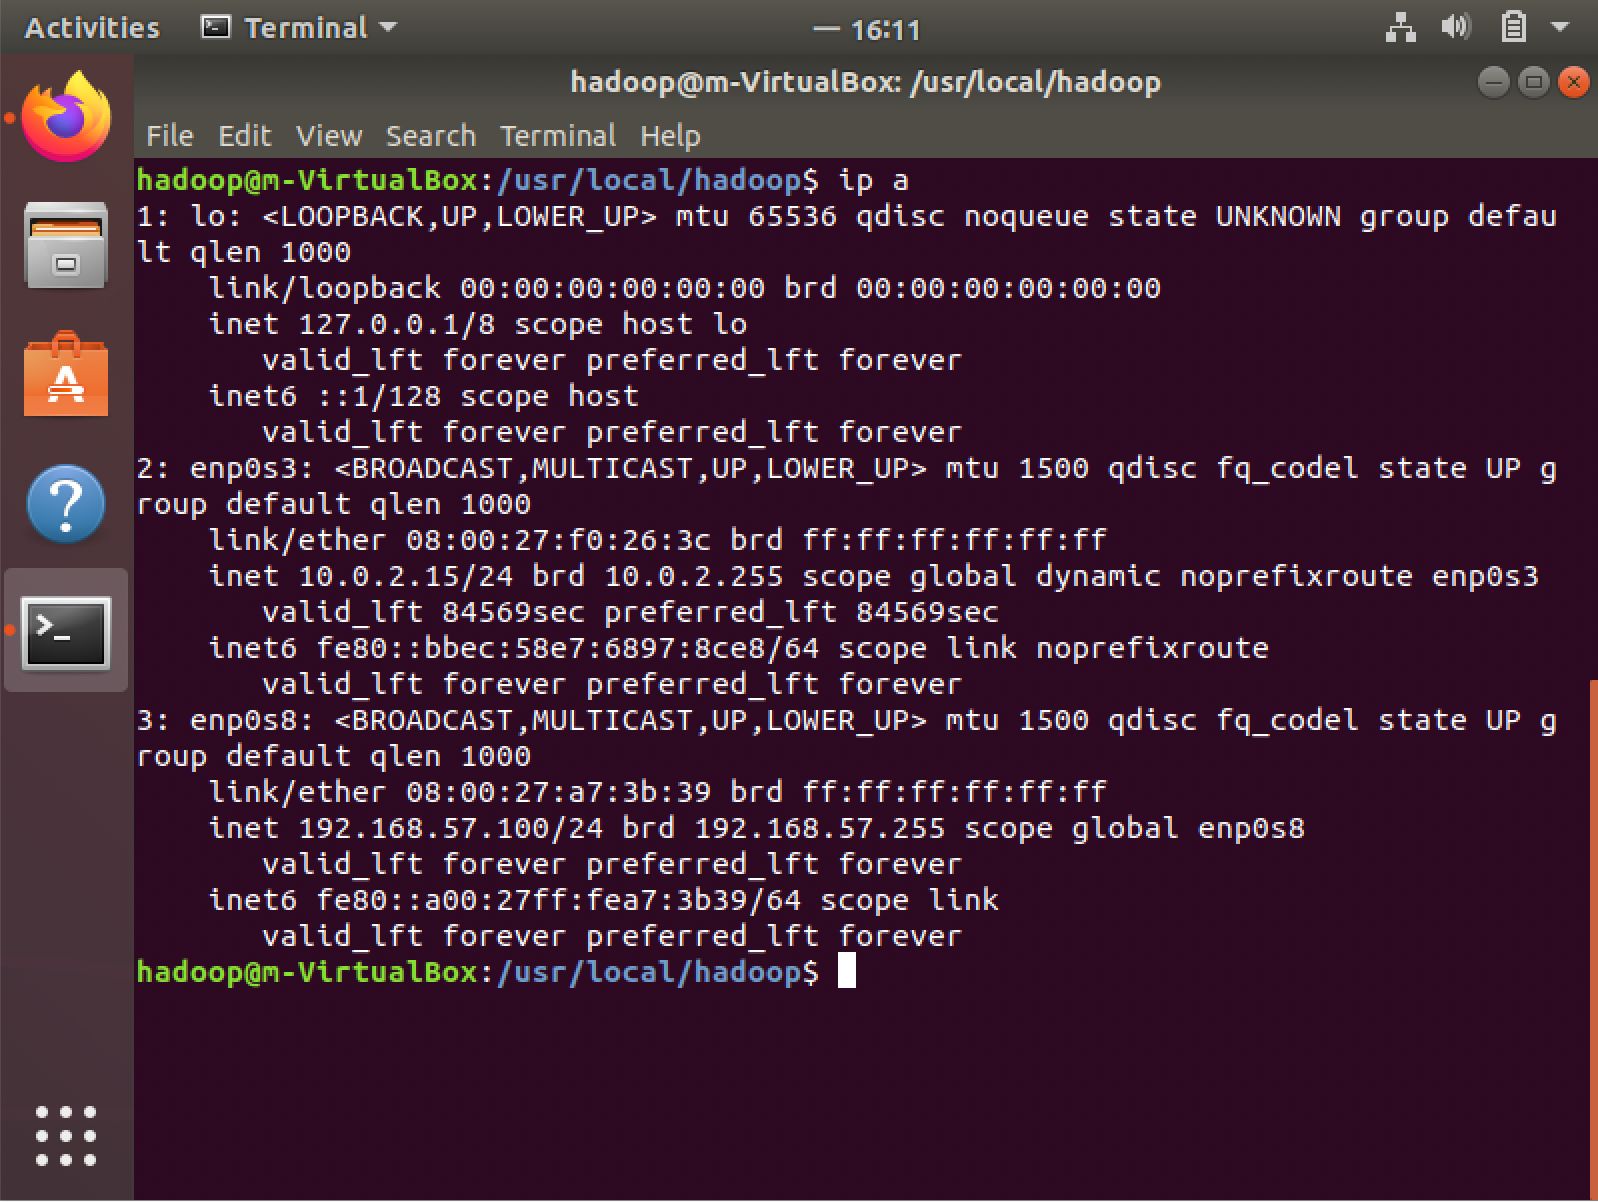 Activities Terminal — 16:11
hadoop@m-VirtualBox: /usr/local/hadoop
File Edit View Search Terminal Help
hadoop@m-VirtualBox:/usr/local/hadoop$ ip a
1: lo: <LOOPBACK,UP,LOWER_UP> mtu 65536 qdisc noqueue state UNKNOWN group defau
lt qlen 1000
    link/loopback 00:00:00:00:00:00 brd 00:00:00:00:00:00
    inet 127.0.0.1/8 scope host lo
       valid_lft forever preferred_lft forever
    inet6 ::1/128 scope host
       valid_lft forever preferred_lft forever
2: enp0s3: <BROADCAST,MULTICAST,UP,LOWER_UP> mtu 1500 qdisc fq_codel state UP g
roup default qlen 1000
    link/ether 08:00:27:f0:26:3c brd ff:ff:ff:ff:ff:ff
    inet 10.0.2.15/24 brd 10.0.2.255 scope global dynamic noprefixroute enp0s3
       valid_lft 84569sec preferred_lft 84569sec
    inet6 fe80::bbec:58e7:6897:8ce8/64 scope link noprefixroute
       valid_lft forever preferred_lft forever
3: enp0s8: <BROADCAST,MULTICAST,UP,LOWER_UP> mtu 1500 qdisc fq_codel state UP g
roup default qlen 1000
    link/ether 08:00:27:a7:3b:39 brd ff:ff:ff:ff:ff:ff
    inet 192.168.57.100/24 brd 192.168.57.255 scope global enp0s8
       valid_lft forever preferred_lft forever
    inet6 fe80::a00:27ff:fea7:3b39/64 scope link
       valid_lft forever preferred_lft forever
hadoop@m-VirtualBox:/usr/local/hadoop$